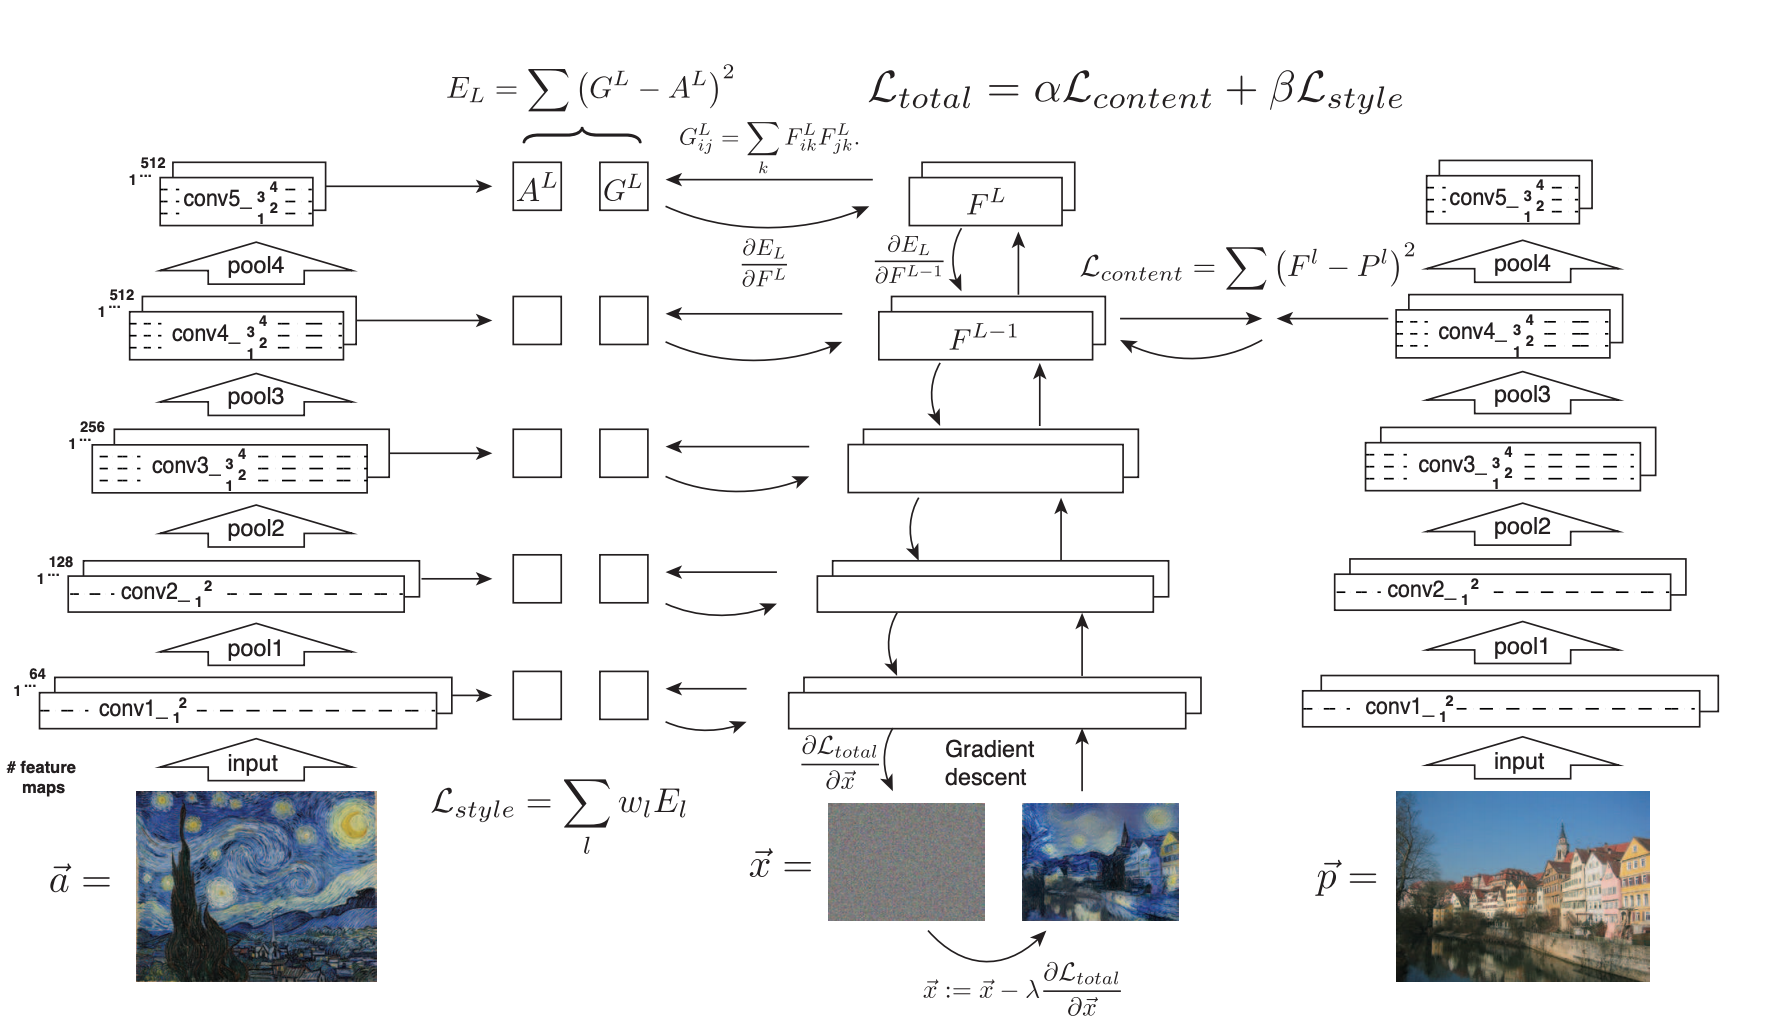 E_L = ∑ (G^L − A^L)^2
ℒ_total = αℒ_content + βℒ_style
G_ij^L = ∑_k F_ik^L F_jk^L.
1 ... 512
conv5_ 1 2 3 4
A^L
G^L
F^L
conv5_ 1 2 3 4
∂E_L/∂F^L
∂E_L/∂F^{L−1}
ℒ_content = ∑ (F^l − P^l)^2
pool4
pool4
1 ... 512
conv4_ 1 2 3 4
F^{L−1}
conv4_ 1 2 3 4
pool3
pool3
1 ... 256
conv3_ 1 2 3 4
conv3_ 1 2 3 4
pool2
pool2
1 ... 128
conv2_ 1 2
conv2_ 1 2
pool1
pool1
1 ... 64
conv1_ 1 2
conv1_ 1 2
# feature
maps
input
∂ℒ_total/∂x⃗
Gradient
descent
input
ℒ_style = ∑_l w_l E_l
a⃗ =
x⃗ =
p⃗ =
x⃗ := x⃗ − λ ∂ℒ_total/∂x⃗